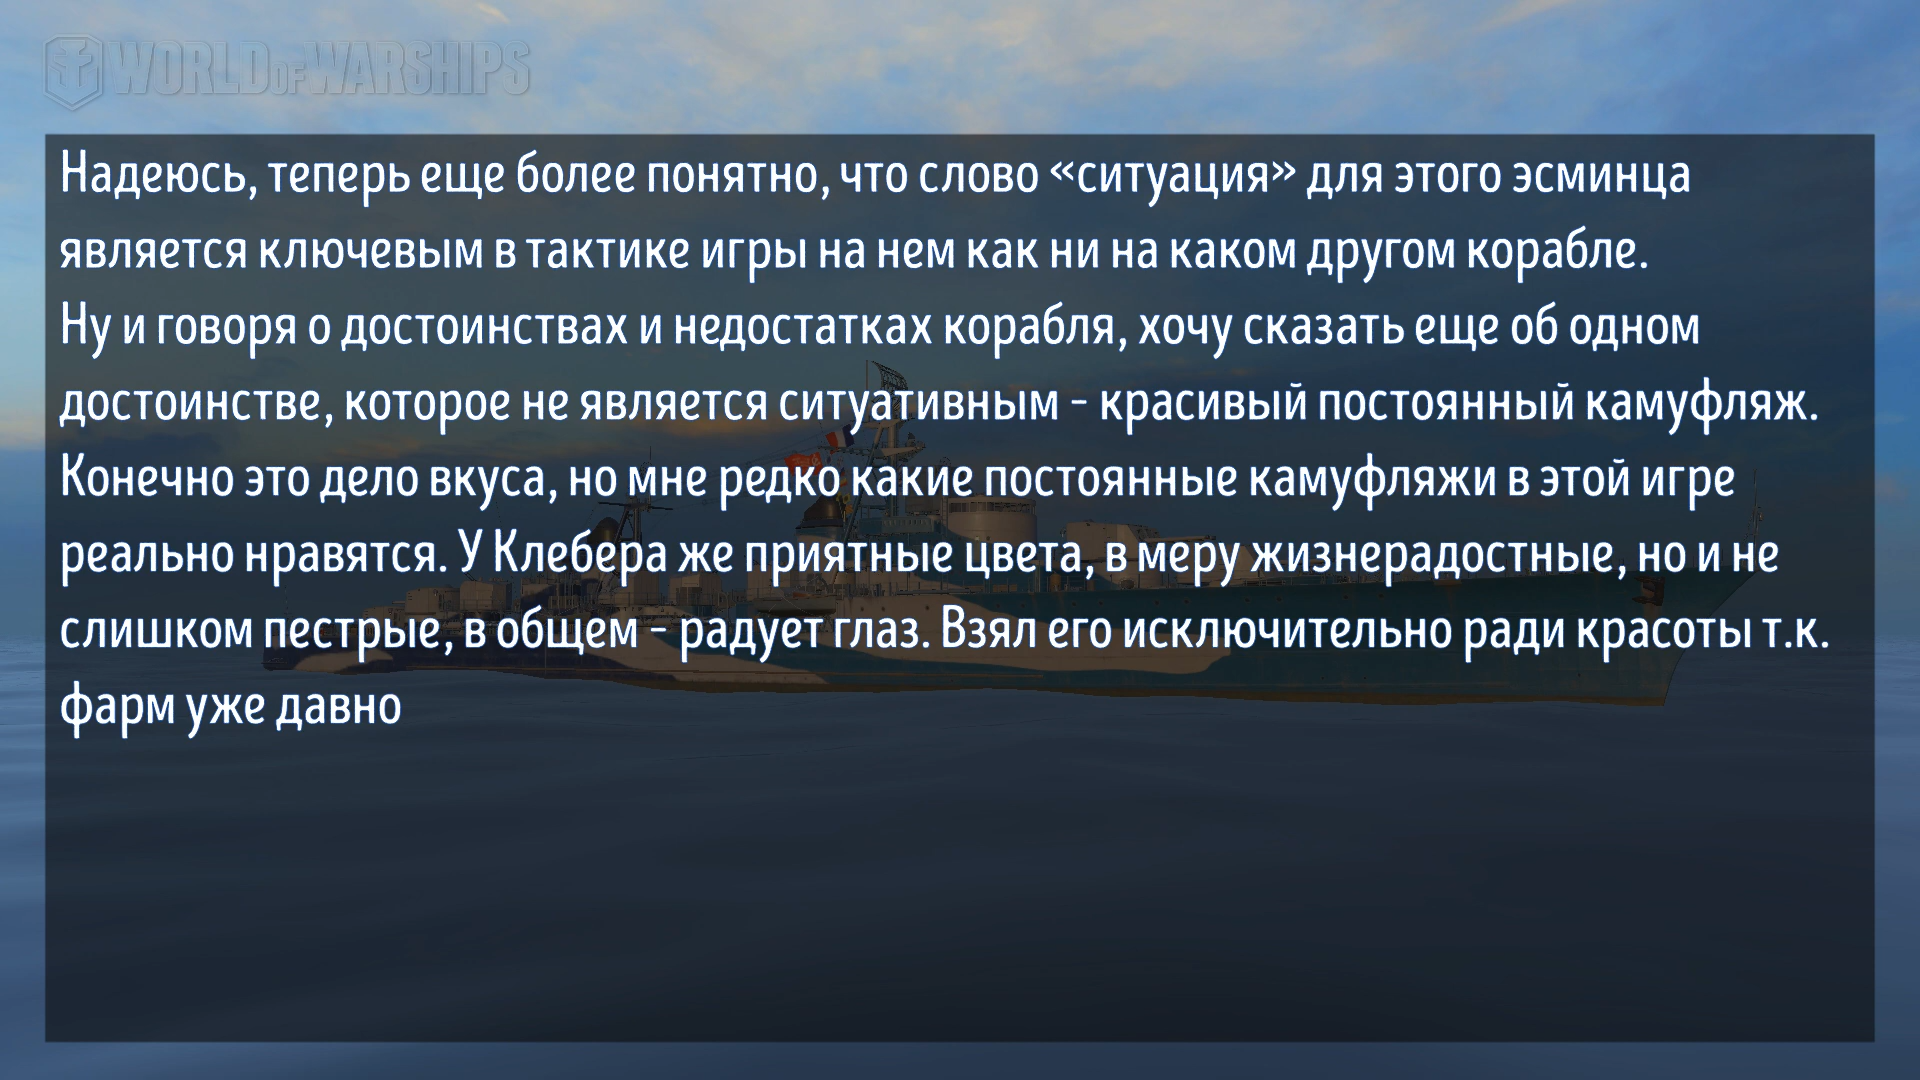 WORLD OF WARSHIPS
Надеюсь, теперь еще более понятно, что слово «ситуация» для этого эсминца
является ключевым в тактике игры на нем как ни на каком другом корабле.
Ну и говоря о достоинствах и недостатках корабля, хочу сказать еще об одном
достоинстве, которое не является ситуативным - красивый постоянный камуфляж.
Конечно это дело вкуса, но мне редко какие постоянные камуфляжи в этой игре
реально нравятся. У Клебера же приятные цвета, в меру жизнерадостные, но и не
слишком пестрые, в общем - радует глаз. Взял его исключительно ради красоты т.к.
фарм уже давно